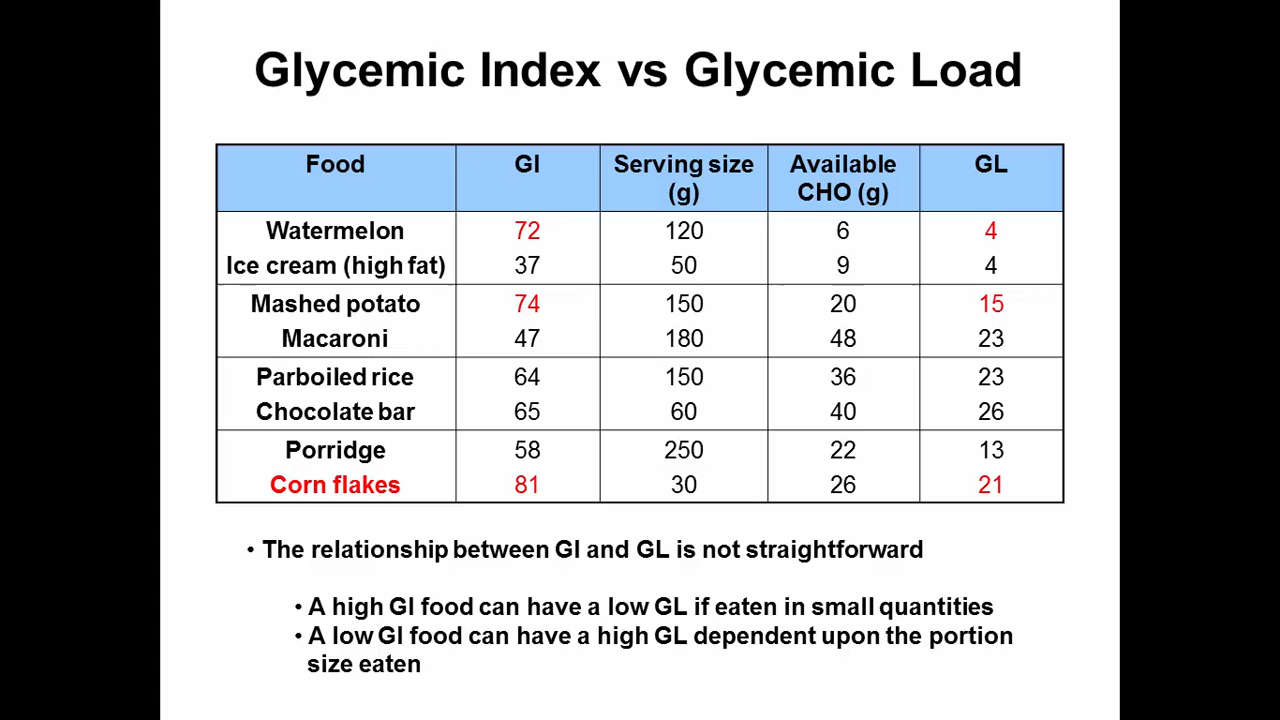 Glycemic Index vs Glycemic Load
Food GI Serving size (g) Available CHO (g) GL
Watermelon 72 120 6 4
Ice cream (high fat) 37 50 9 4
Mashed potato 74 150 20 15
Macaroni 47 180 48 23
Parboiled rice 64 150 36 23
Chocolate bar 65 60 40 26
Porridge 58 250 22 13
Corn flakes 81 30 26 21
• The relationship between GI and GL is not straightforward
• A high GI food can have a low GL if eaten in small quantities
• A low GI food can have a high GL dependent upon the portion
size eaten